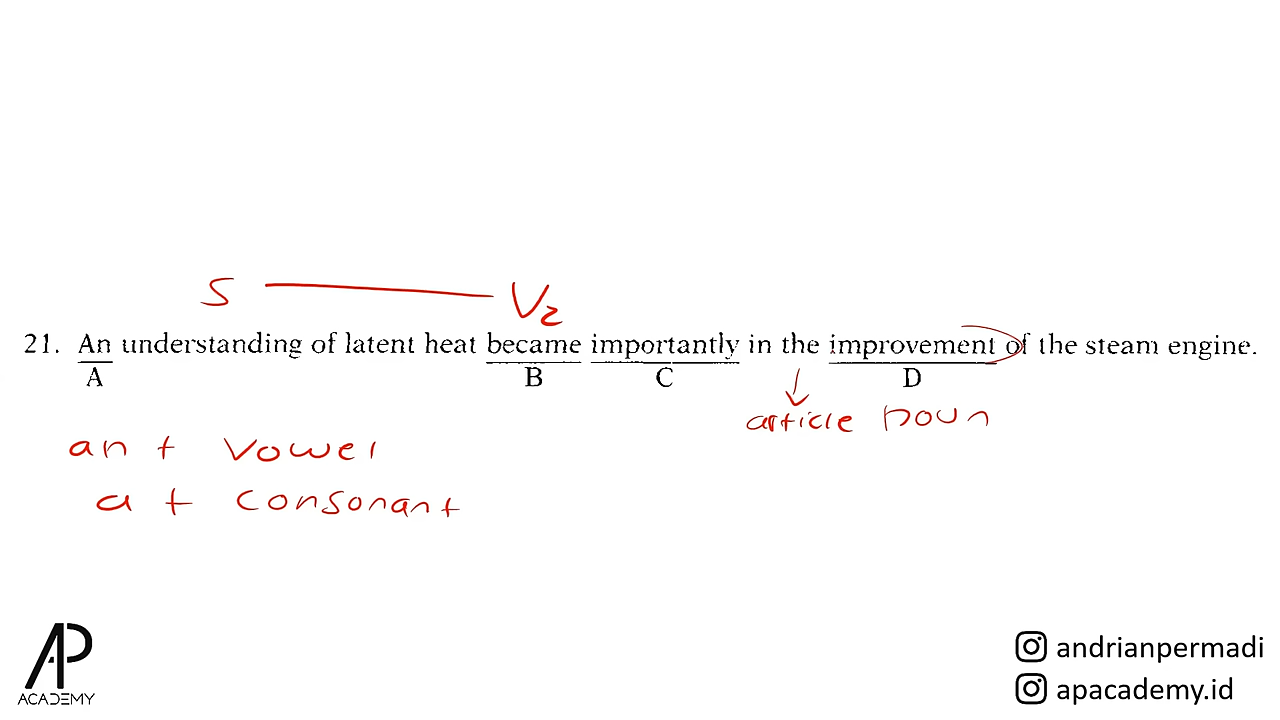 S V2
21. An understanding of latent heat became importantly in the improvement of the steam engine.
A B C D
article noun
an + vowel
a + consonant
AP
ACADEMY
andrianpermadi
apacademy.id